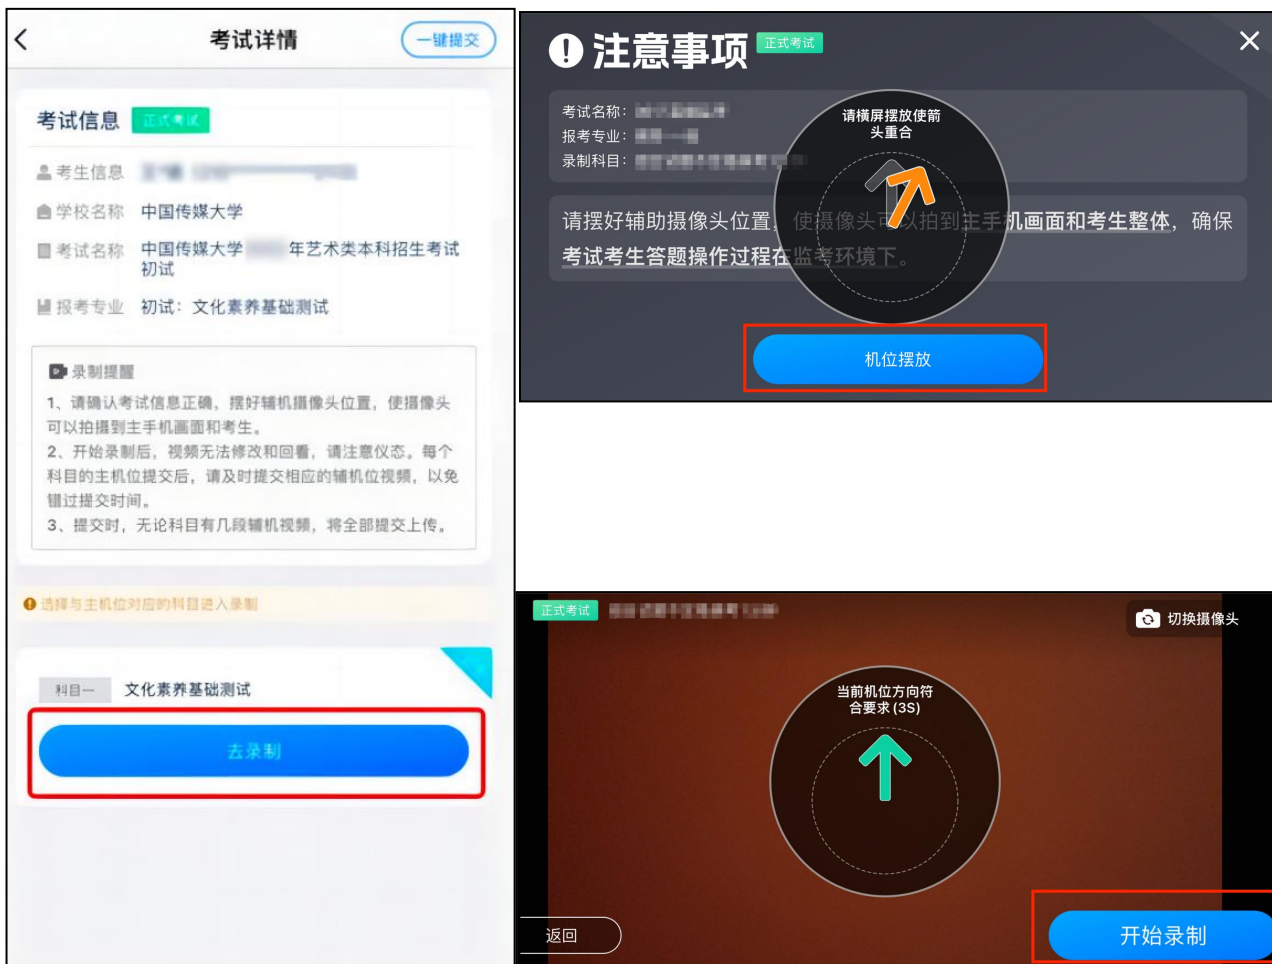 考试详情
一键提交
考试信息 正式考试
考生信息
学校名称 中国传媒大学
考试名称 中国传媒大学 年艺术类本科招生考试
初试
报考专业 初试：文化素养基础测试
录制提醒
1、请确认考试信息正确，摆好辅机摄像头位置，使摄像头
可以拍摄到主手机画面和考生。
2、开始录制后，视频无法修改和回看，请注意仪态。每个
科目的主机位提交后，请及时提交相应的辅机位视频，以免
错过提交时间。
3、提交时，无论科目有几段辅机视频，将全部提交上传。
选择与主机位对应的科目进入录制
科目一 文化素养基础测试
去录制
注意事项 正式考试
考试名称：
报考专业：
录制科目：
请横屏摆放使箭
头重合
请摆好辅助摄像头位置，使摄像头可以拍到主手机画面和考生整体，确保
考试考生答题操作过程在监考环境下。
机位摆放
正式考试
切换摄像头
当前机位方向符
合要求(3S)
返回
开始录制